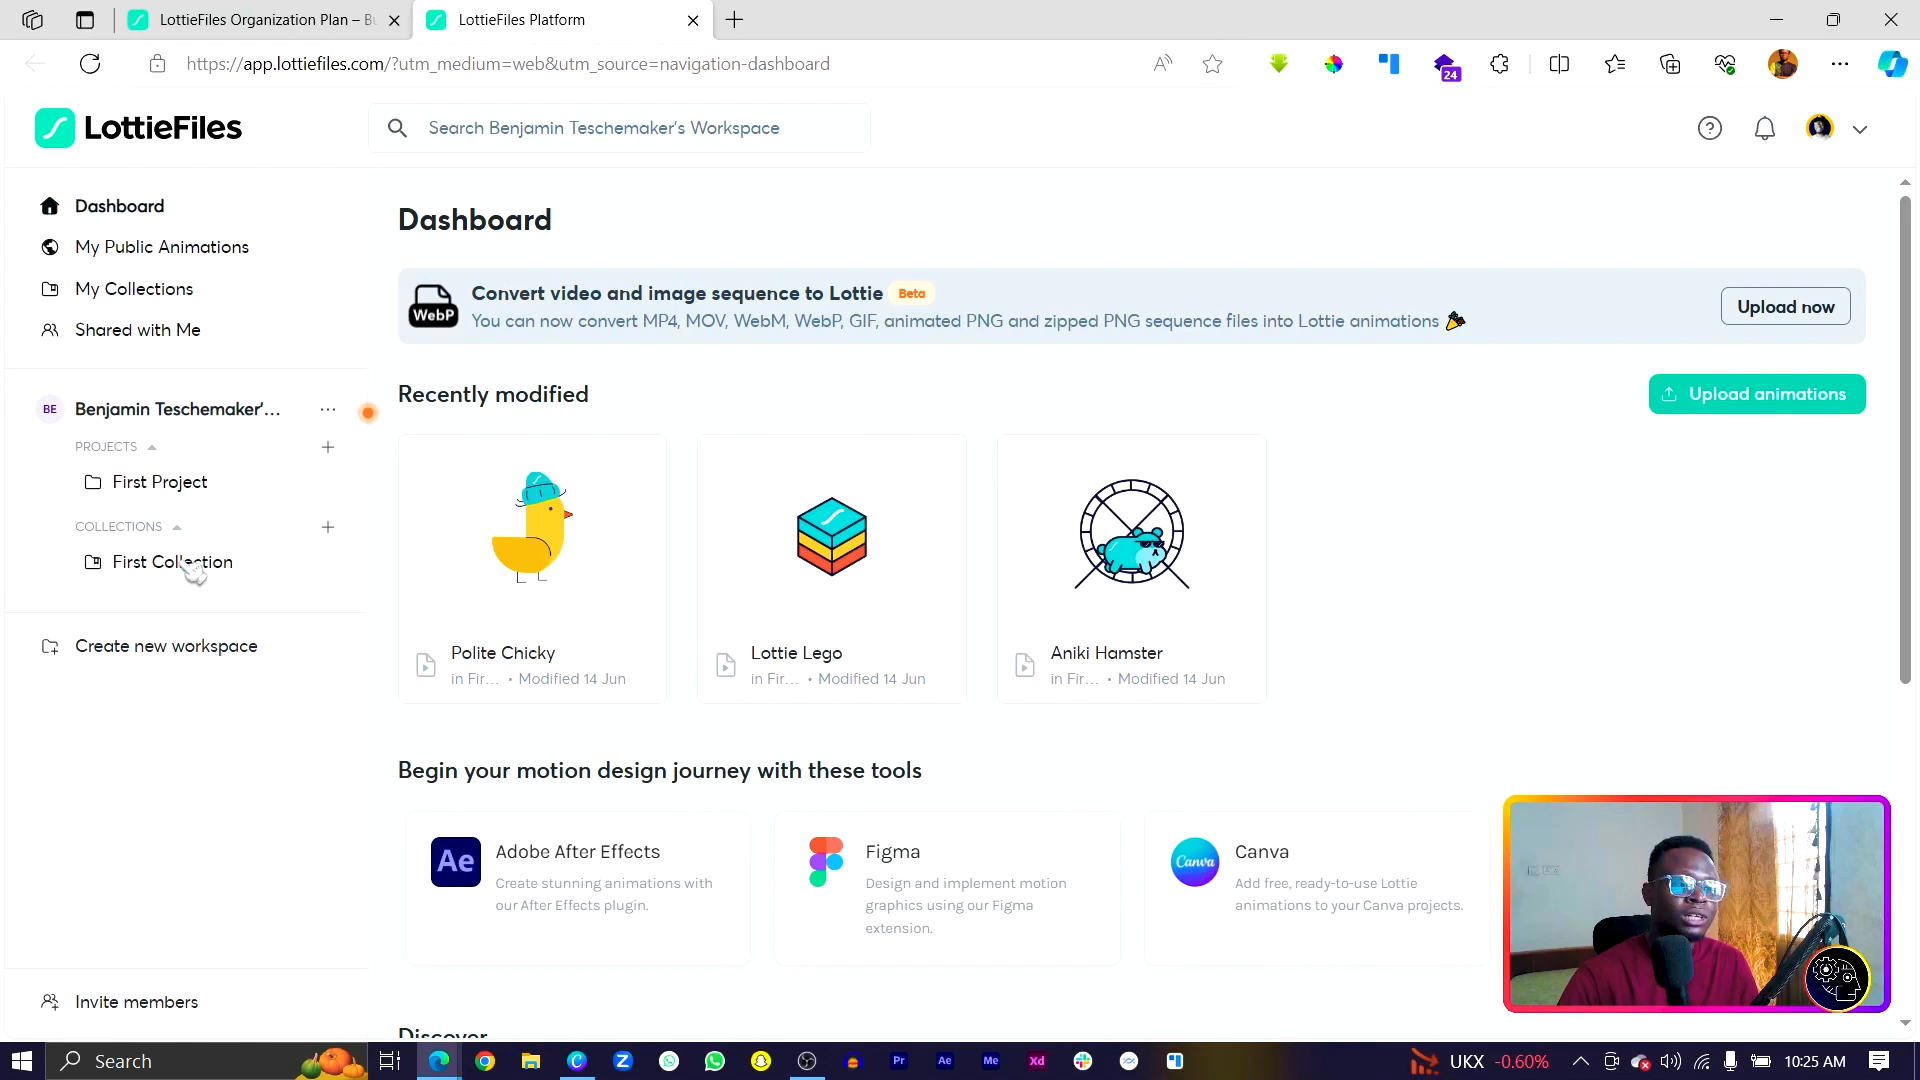 LottieFiles Organization Plan – Bu
LottieFiles Platform
https://app.lottiefiles.com/?utm_medium=web&utm_source=navigation-dashboard
24
LottieFiles
Search Benjamin Teschemaker's Workspace
Dashboard
My Public Animations
My Collections
Shared with Me
BE Benjamin Teschemaker'...
PROJECTS
First Project
COLLECTIONS
First Collection
Create new workspace
Invite members
Dashboard
WebP
Convert video and image sequence to Lottie Beta
You can now convert MP4, MOV, WebM, WebP, GIF, animated PNG and zipped PNG sequence files into Lottie animations
Upload now
Recently modified
Upload animations
Polite Chicky
in Fir... • Modified 14 Jun
Lottie Lego
in Fir... • Modified 14 Jun
Aniki Hamster
in Fir... • Modified 14 Jun
Begin your motion design journey with these tools
Ae
Adobe After Effects
Create stunning animations with
our After Effects plugin.
Figma
Design and implement motion
graphics using our Figma
extension.
Canva
Canva
Add free, ready-to-use Lottie
animations to your Canva projects.
Discover
Search
Pr
Ae
Me
Xd
UKX -0.60%
10:25 AM